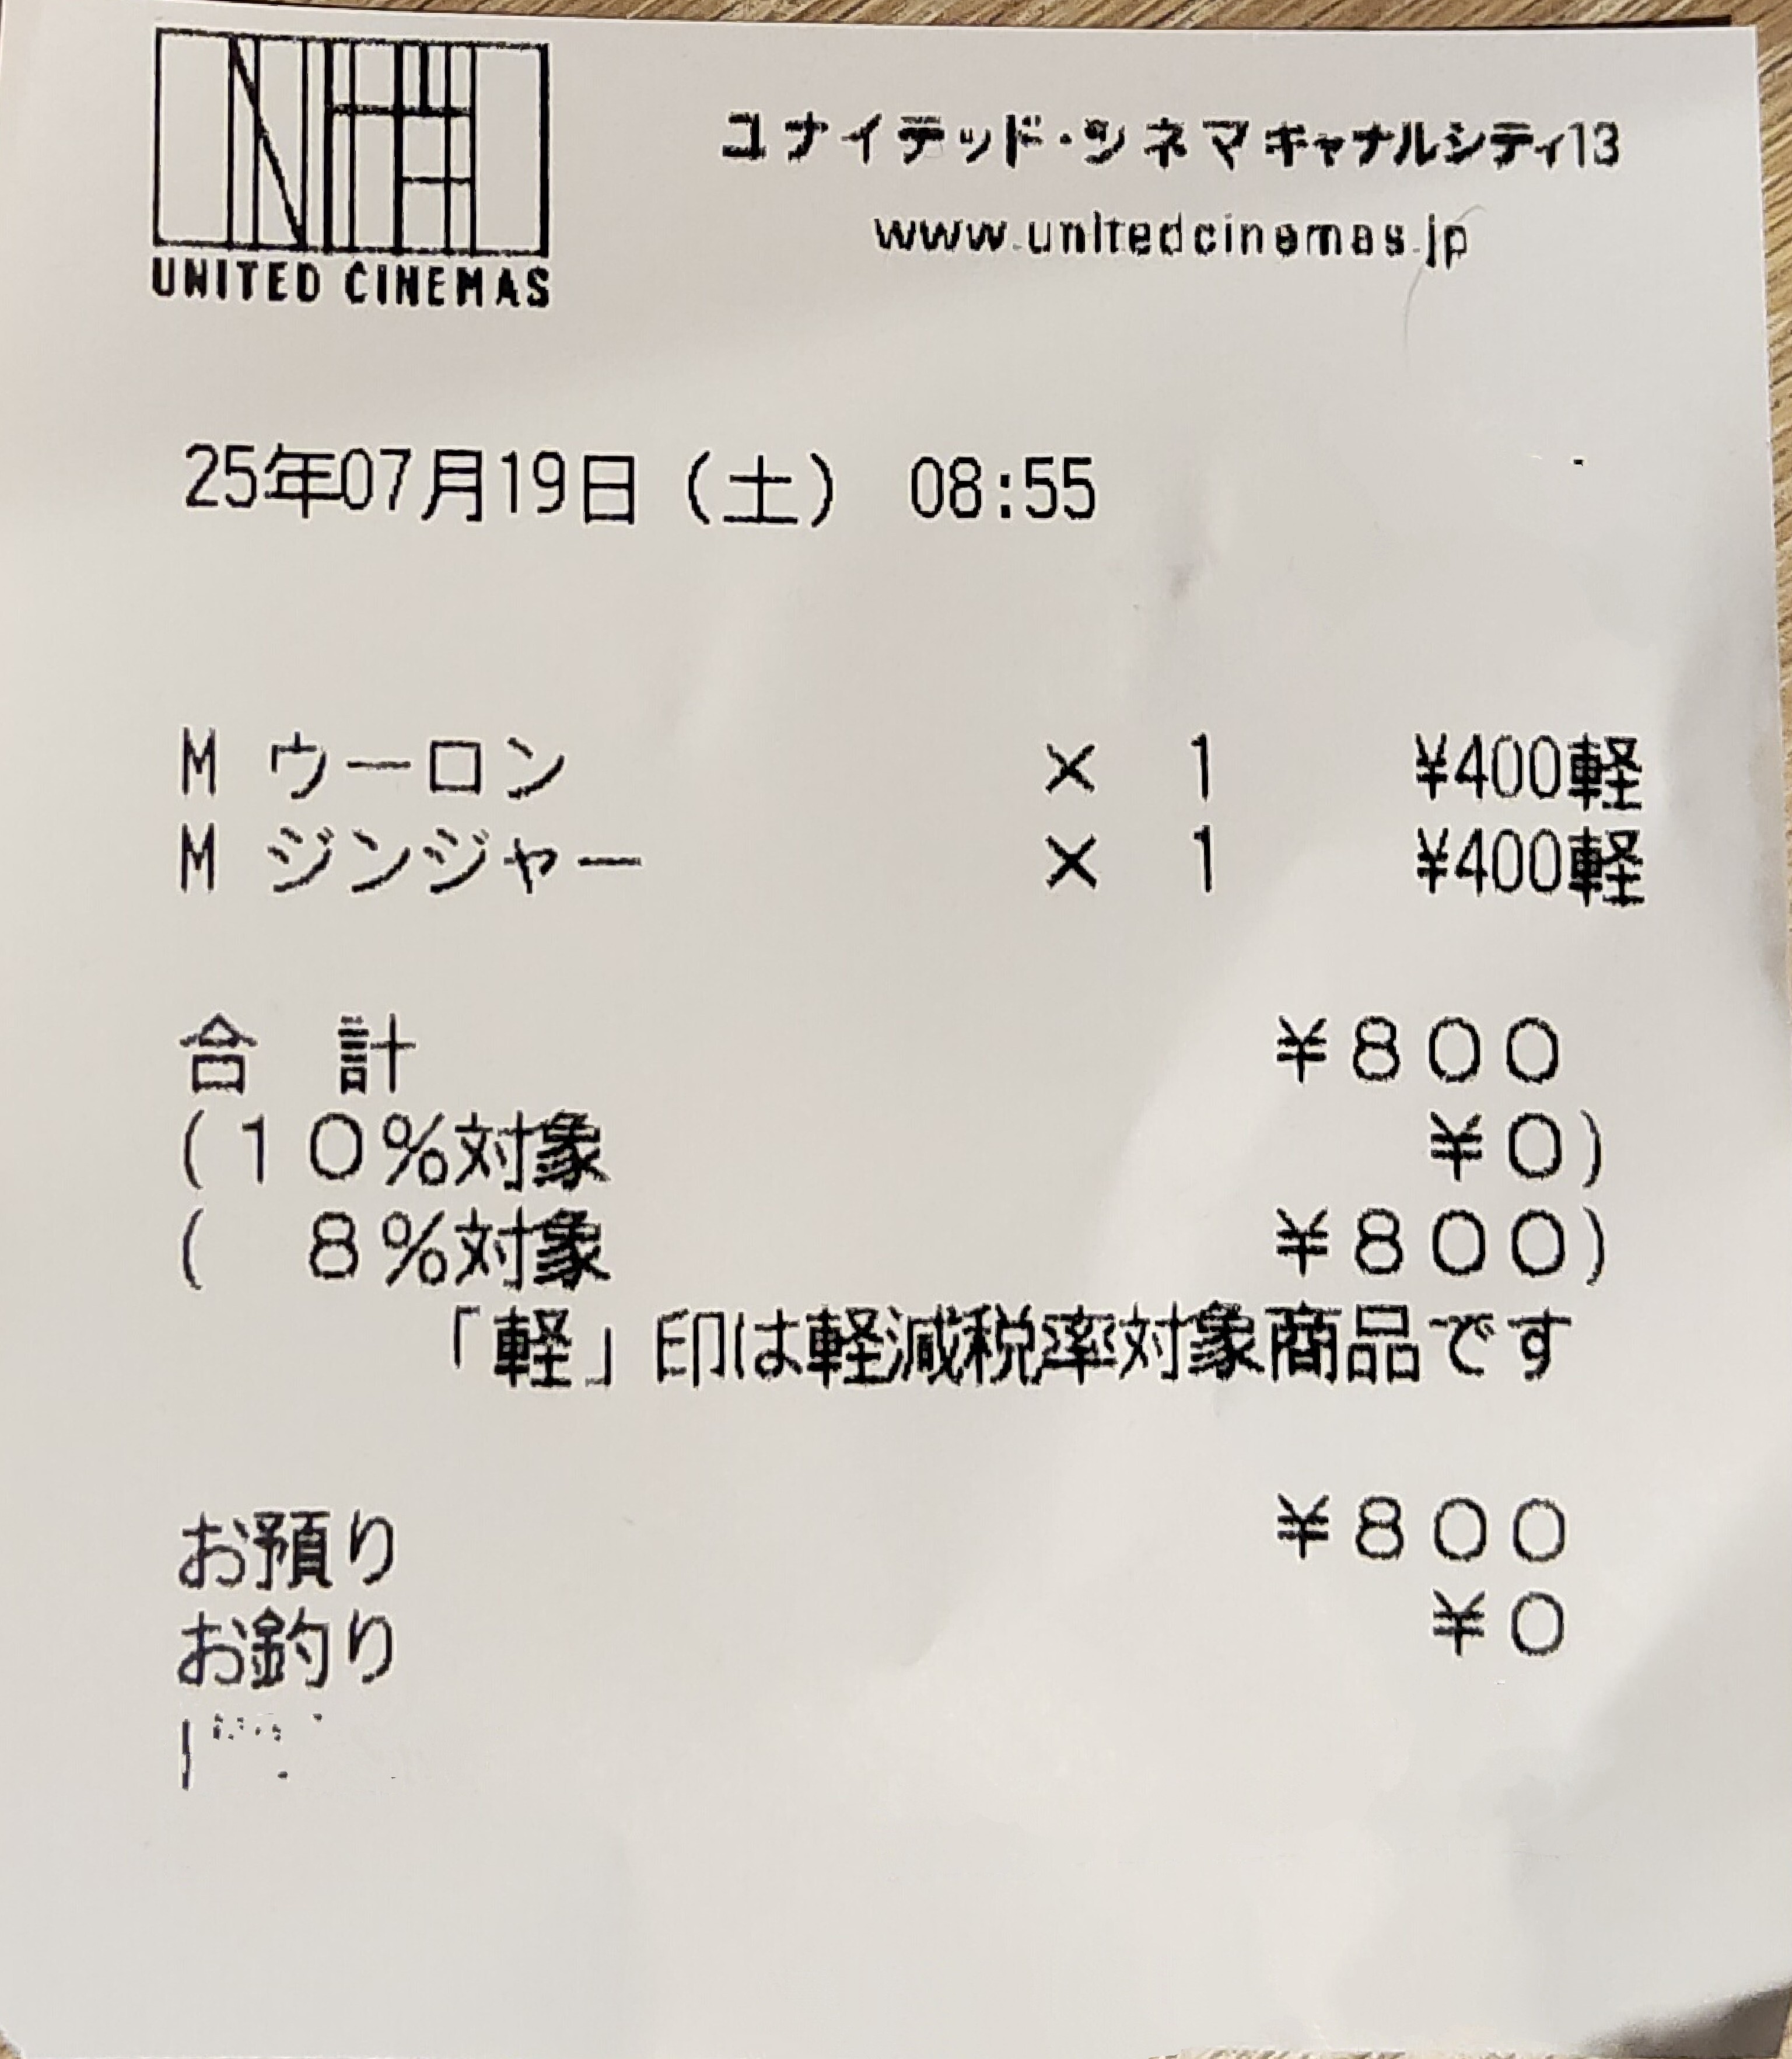 UNITED
UNITED CINEMAS
ユナイテッド・シネマ キャナルシティ13
www.unitedcinemas.jp
25年07月19日（土） 08:55
M ウーロン × 1 ¥400軽
M ジンジャー × 1 ¥400軽
合 計 ¥800
(10%対象 ¥0)
( 8%対象 ¥800)
「軽」印は軽減税率対象商品です
お預り ¥800
お釣り ¥0